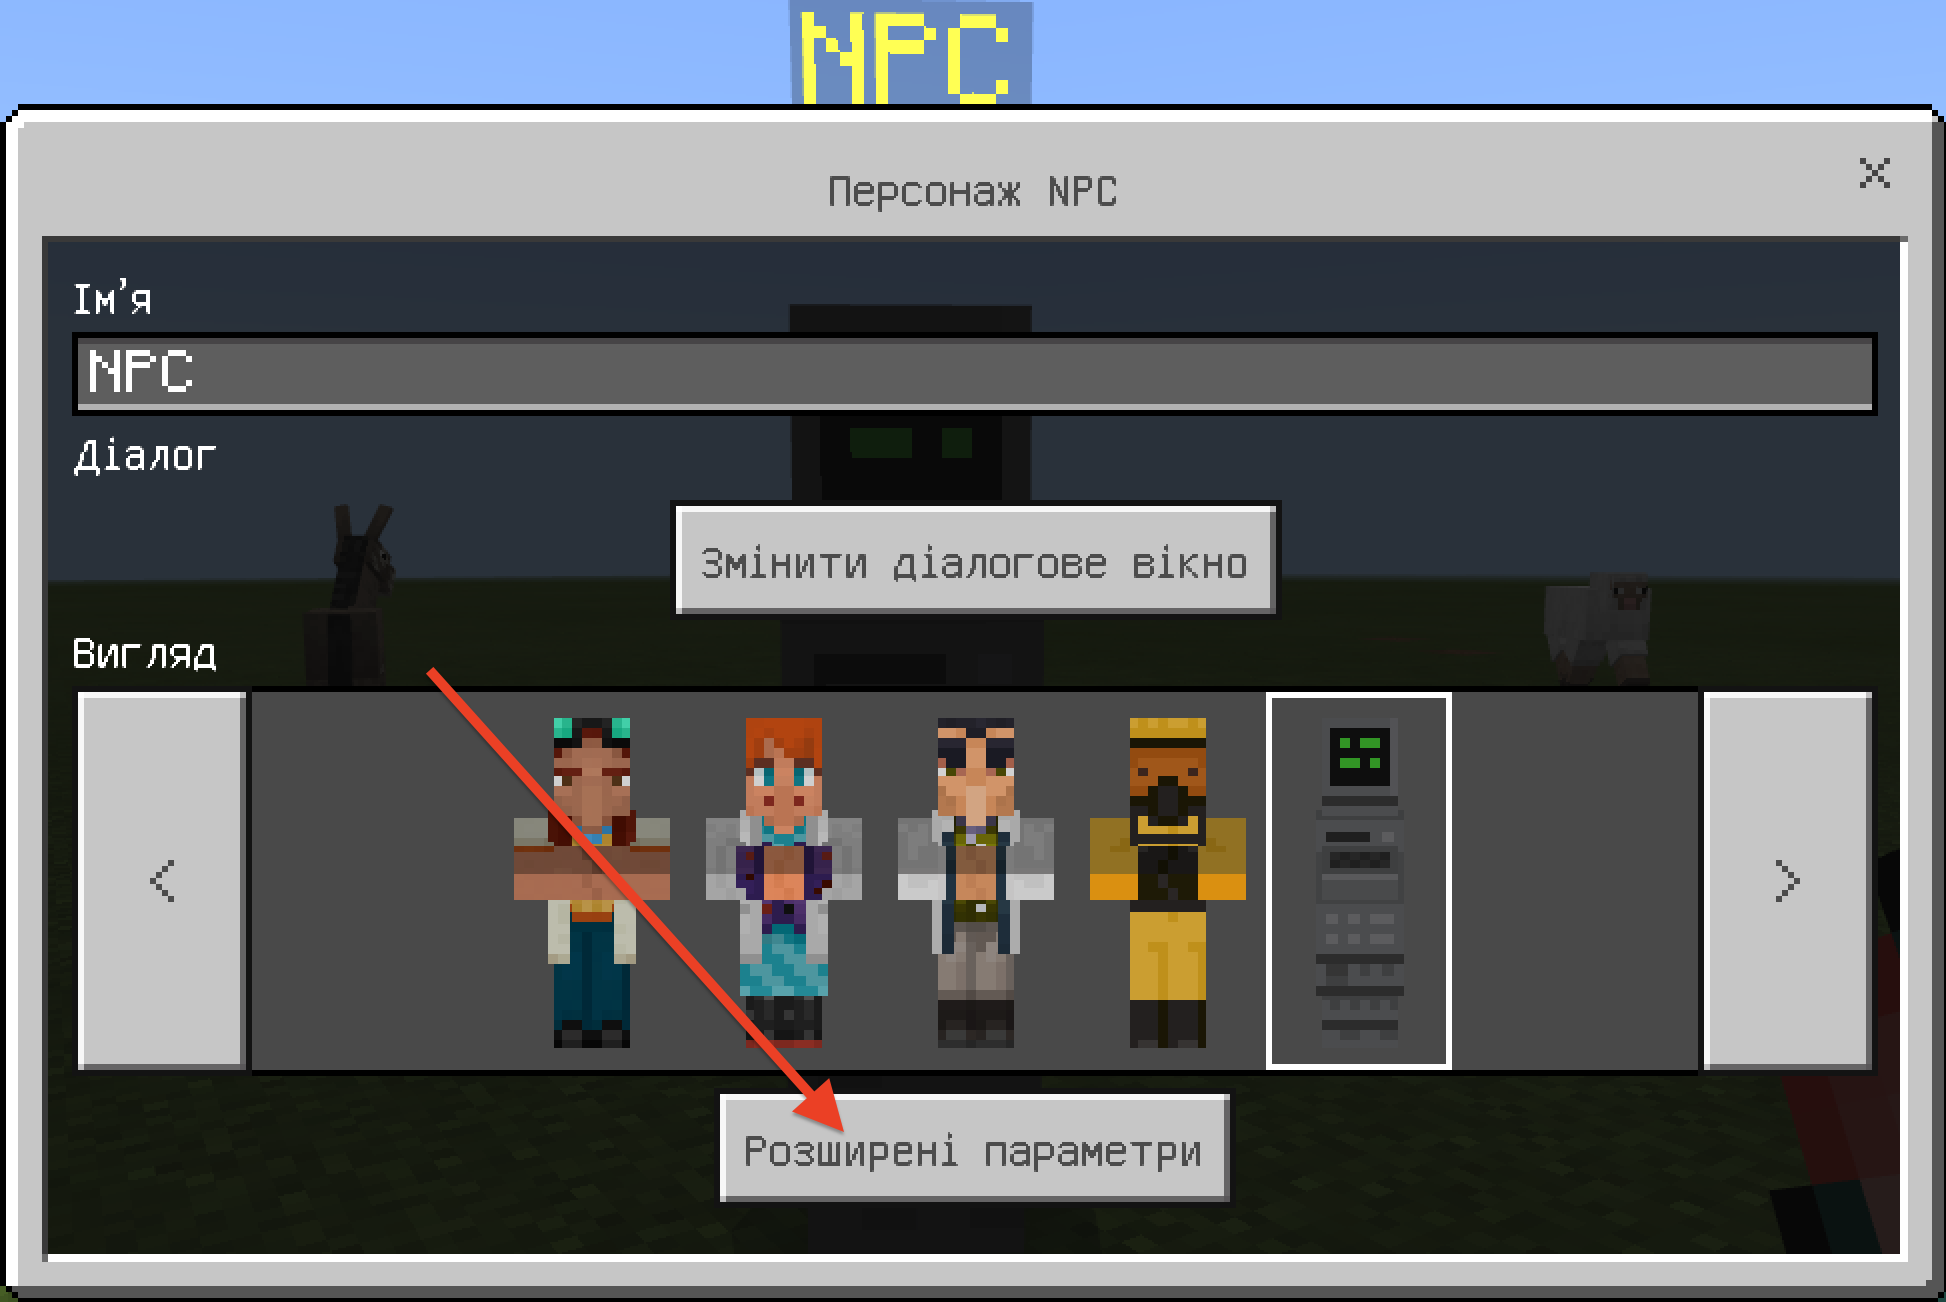 NPC
Персонаж NPC
Ім'я
NPC
Діалог
Змінити діалогове вікно
Вигляд
<
>
Розширені параметри